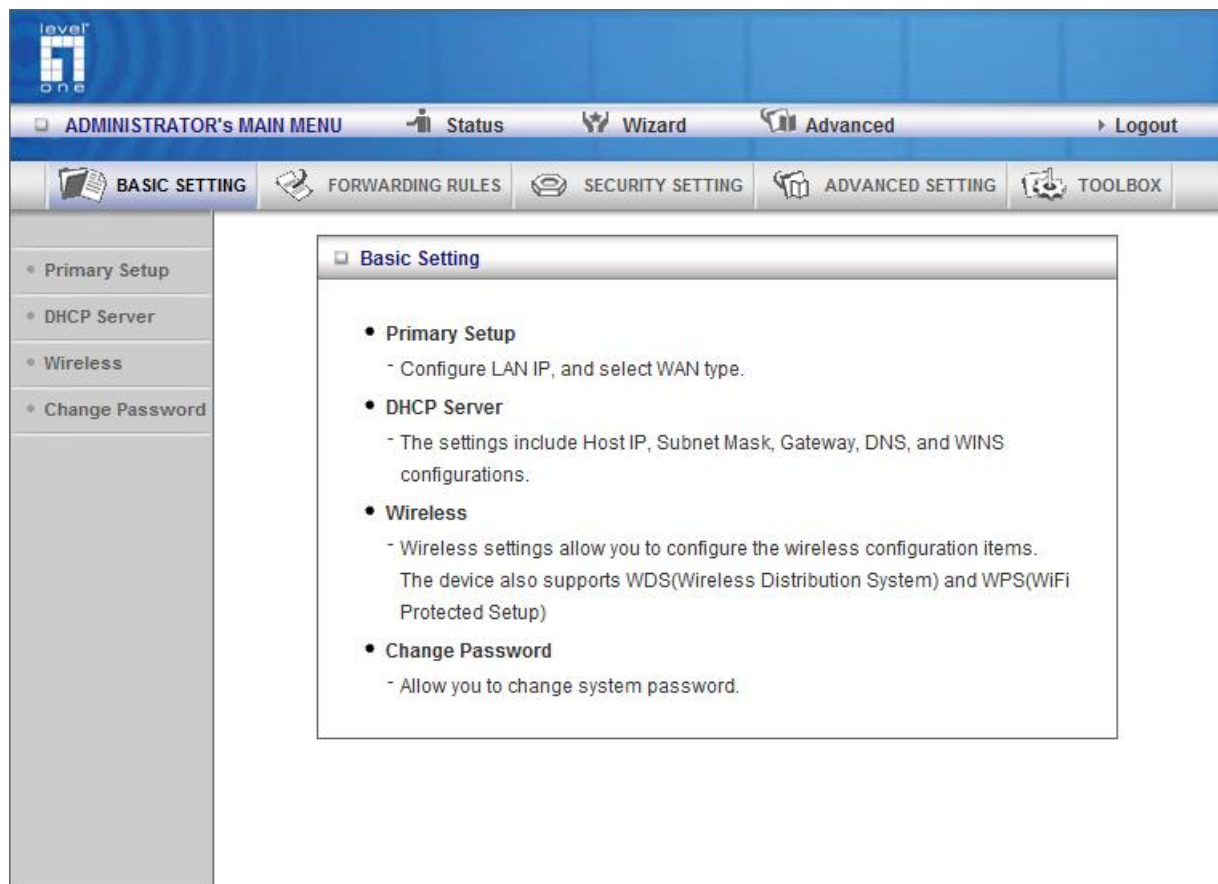 level
one
ADMINISTRATOR's MAIN MENU Status Wizard Advanced Logout
BASIC SETTING FORWARDING RULES SECURITY SETTING ADVANCED SETTING TOOLBOX
Primary Setup
DHCP Server
Wireless
Change Password
Basic Setting
Primary Setup
- Configure LAN IP, and select WAN type.
DHCP Server
- The settings include Host IP, Subnet Mask, Gateway, DNS, and WINS
configurations.
Wireless
- Wireless settings allow you to configure the wireless configuration items.
The device also supports WDS(Wireless Distribution System) and WPS(WiFi
Protected Setup)
Change Password
- Allow you to change system password.